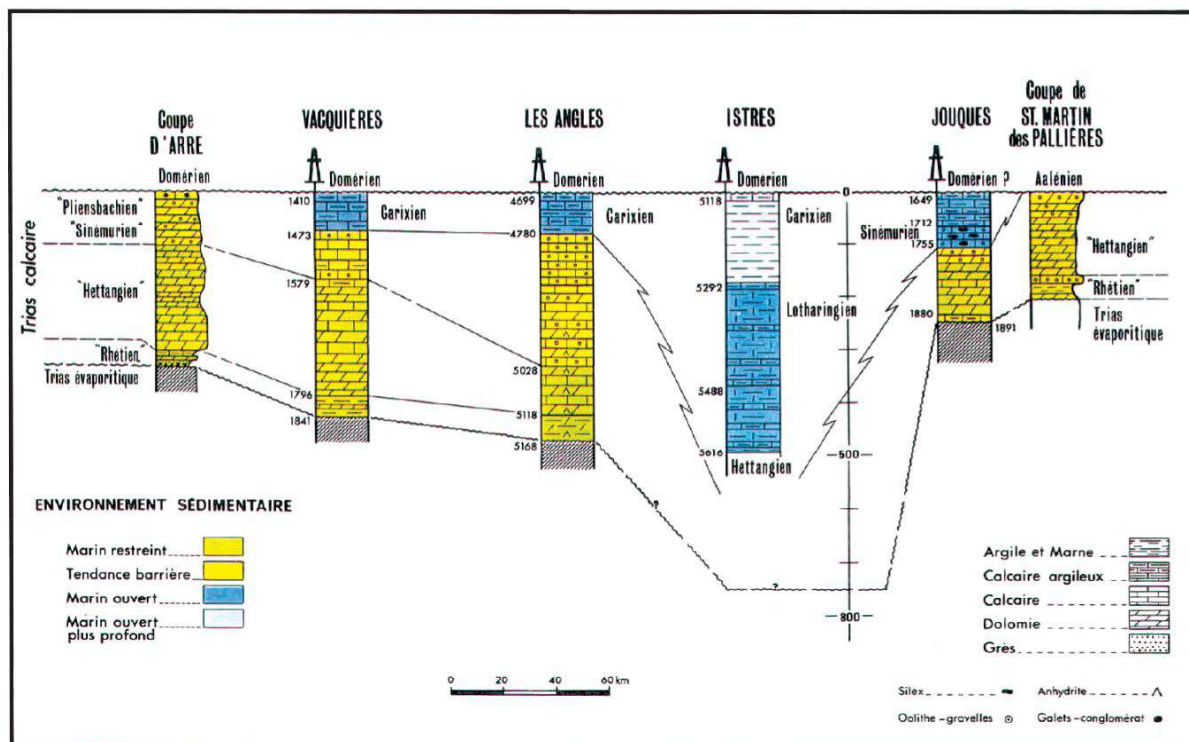 Coupe
D'ARRE
VACQUIÈRES
LES ANGLES
ISTRES
JOUQUES
Coupe de
ST. MARTIN
des PALLIÈRES
Domérien
Domérien
Domérien
Domérien
Domérien ?
Aalénien
Trias calcaire
"Pliensbachien"
"Sinémurien"
"Hettangien"
"Rhétien"
Trias évaporitique
1410
1473
1579
1796
1841
Carixien
4699
4780
5028
5118
5168
Carixien
5118
5292
5488
5616
Carixien
Lotharingien
Hettangien
0
500
800
Sinémurien
1649
1712
1755
1880
1891
"Hettangien"
"Rhétien"
Trias
évaporitique
?
?
ENVIRONNEMENT SÉDIMENTAIRE
Marin restreint
Tendance barrière
Marin ouvert
Marin ouvert
plus profond
0 20 40 60 km
Argile et Marne
Calcaire argileux
Calcaire
Dolomie
Grès
Silex
Anhydrite
Oolithe-gravelles
Galets-conglomérat